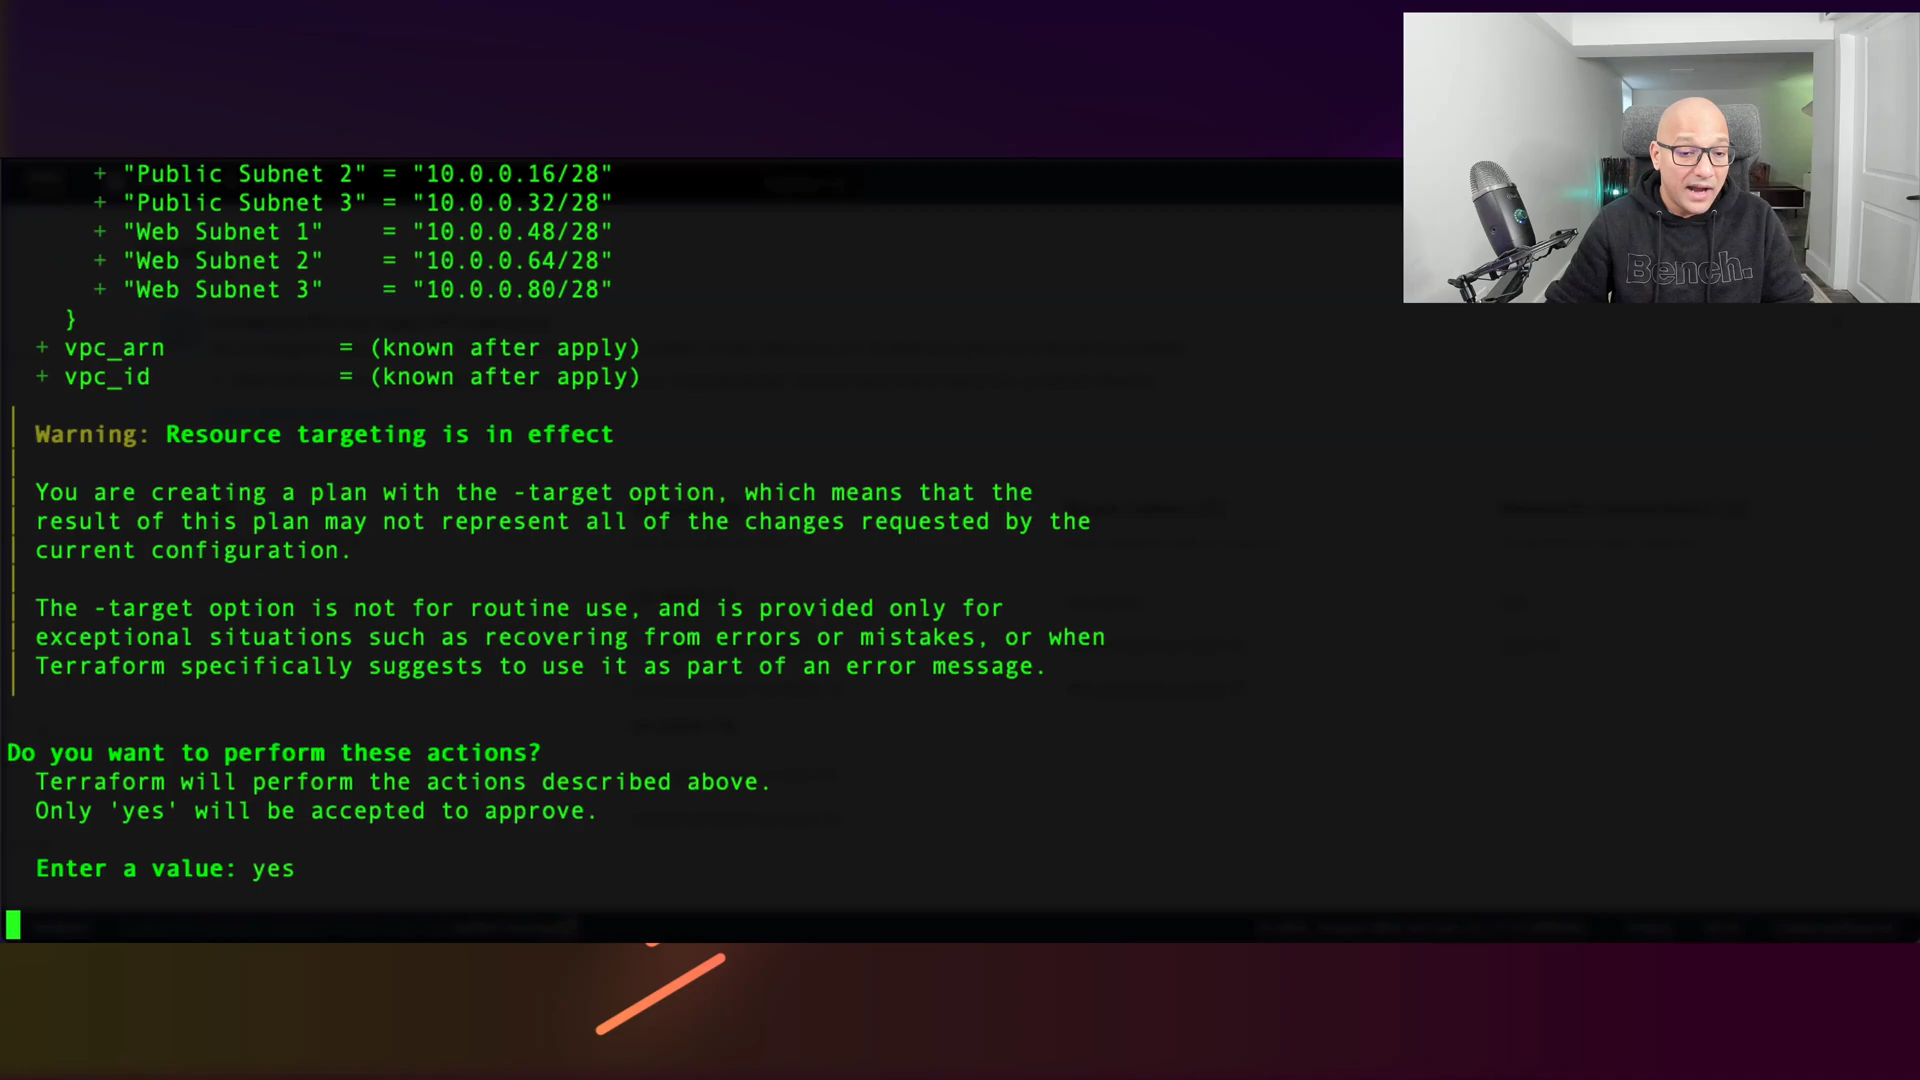 + "Public Subnet 2" = "10.0.0.16/28"
+ "Public Subnet 3" = "10.0.0.32/28"
+ "Web Subnet 1"    = "10.0.0.48/28"
+ "Web Subnet 2"    = "10.0.0.64/28"
+ "Web Subnet 3"    = "10.0.0.80/28"
}
+ vpc_arn            = (known after apply)
+ vpc_id             = (known after apply)
Warning: Resource targeting is in effect
You are creating a plan with the -target option, which means that the
result of this plan may not represent all of the changes requested by the
current configuration.
The -target option is not for routine use, and is provided only for
exceptional situations such as recovering from errors or mistakes, or when
Terraform specifically suggests to use it as part of an error message.
Do you want to perform these actions?
Terraform will perform the actions described above.
Only 'yes' will be accepted to approve.
Enter a value: yes
Bench.